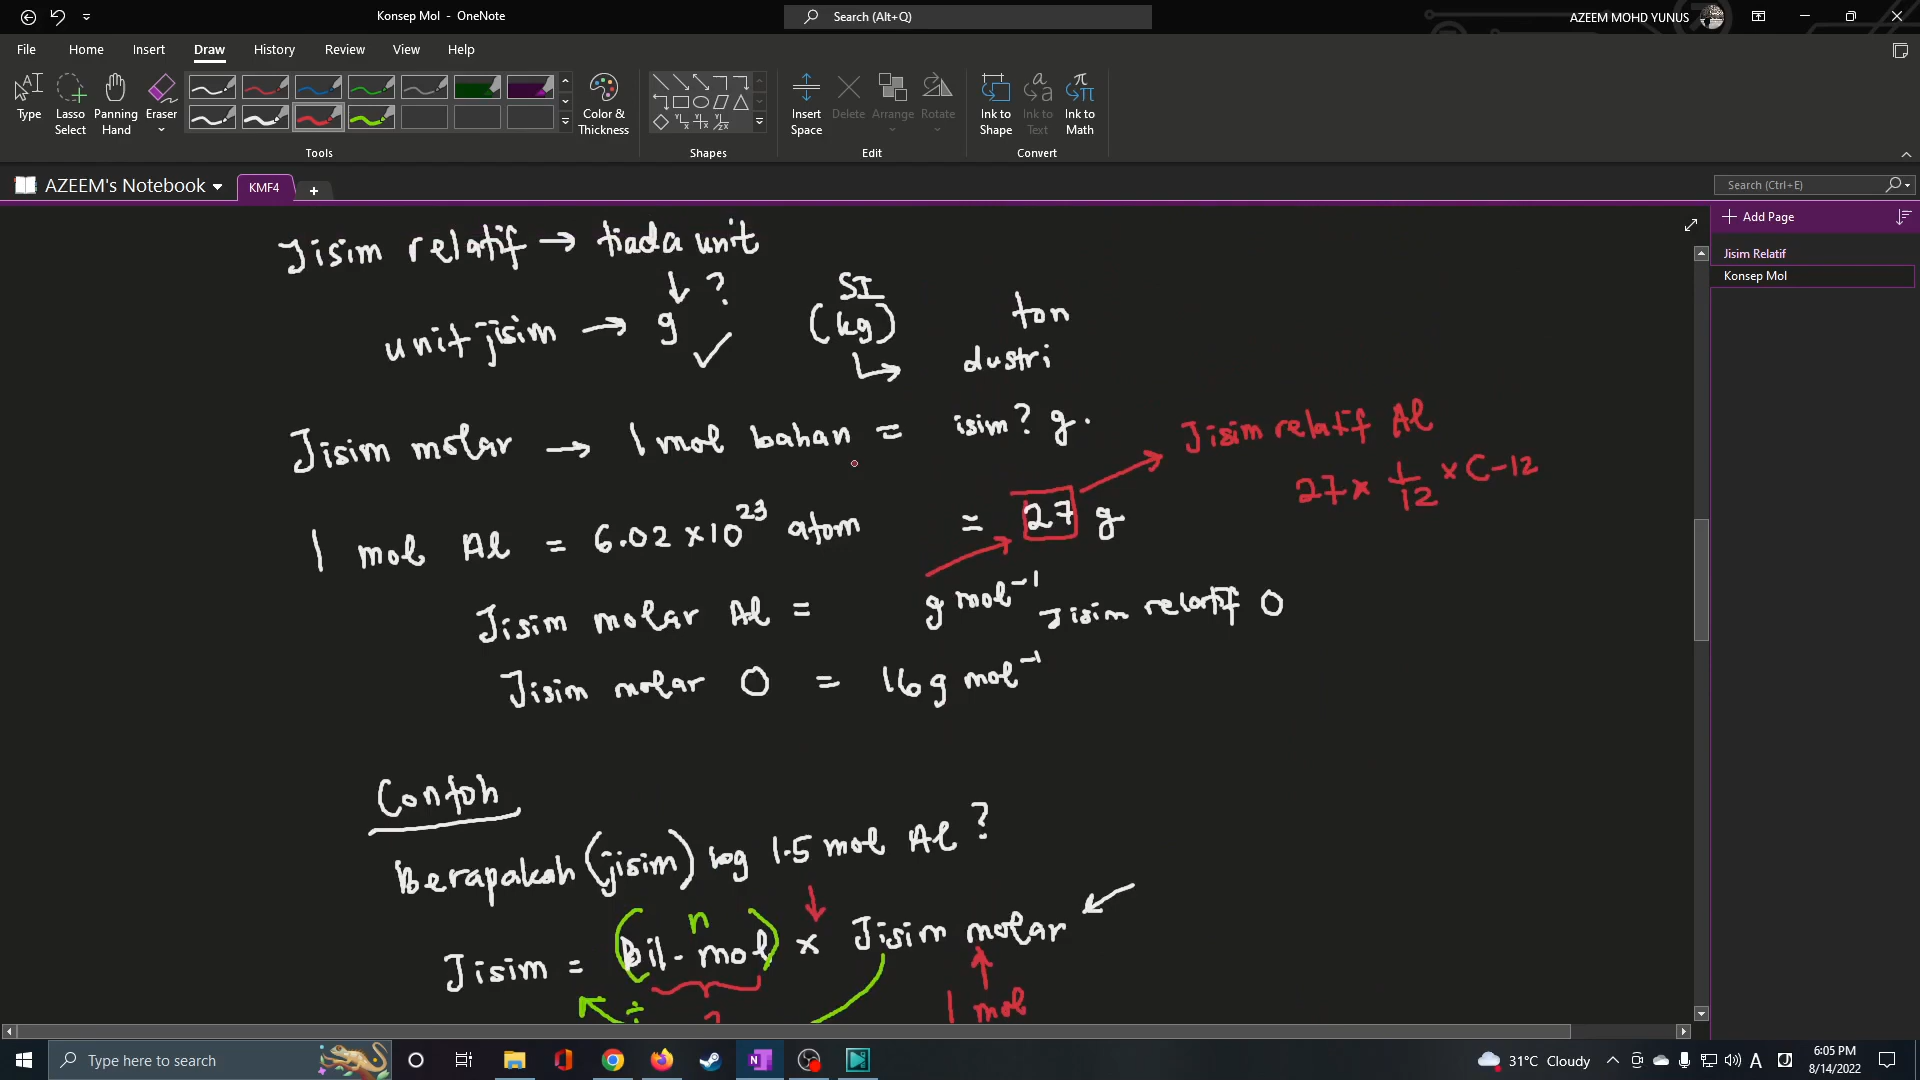 Konsep Mol - OneNote
Search (Alt+Q)
AZEEM MOHD YUNUS
File Home Insert Draw History Review View Help
Type
Lasso Select
Panning Hand
Eraser
Color & Thickness
Insert Space
Delete
Arrange
Rotate
Ink to Shape
Ink to Text
Ink to Math
Tools
Shapes
Edit
Convert
AZEEM's Notebook
KMF4
Search (Ctrl+E)
Add Page
Jisim Relatif
Konsep Mol
Jisim relatif → tiada unit
↓ ?
unit jisim → g ✓
SI
(kg)
ton
dustri
Jisim molar → 1 mol bahan = isim? g.
Jisim relatif Al
27 × 1/12 × C-12
1 mol Al = 6.02 × 10²³ atom = 27 g
Jisim molar Al = g mol⁻¹
Jisim relatif O
Jisim molar O = 16 g mol⁻¹
Contoh
Berapakah (jisim) bg 1.5 mol Al?
n
Jisim = (bil. mol) × Jisim molar
÷
1 mol
Type here to search
31°C Cloudy
A
6:05 PM
8/14/2022